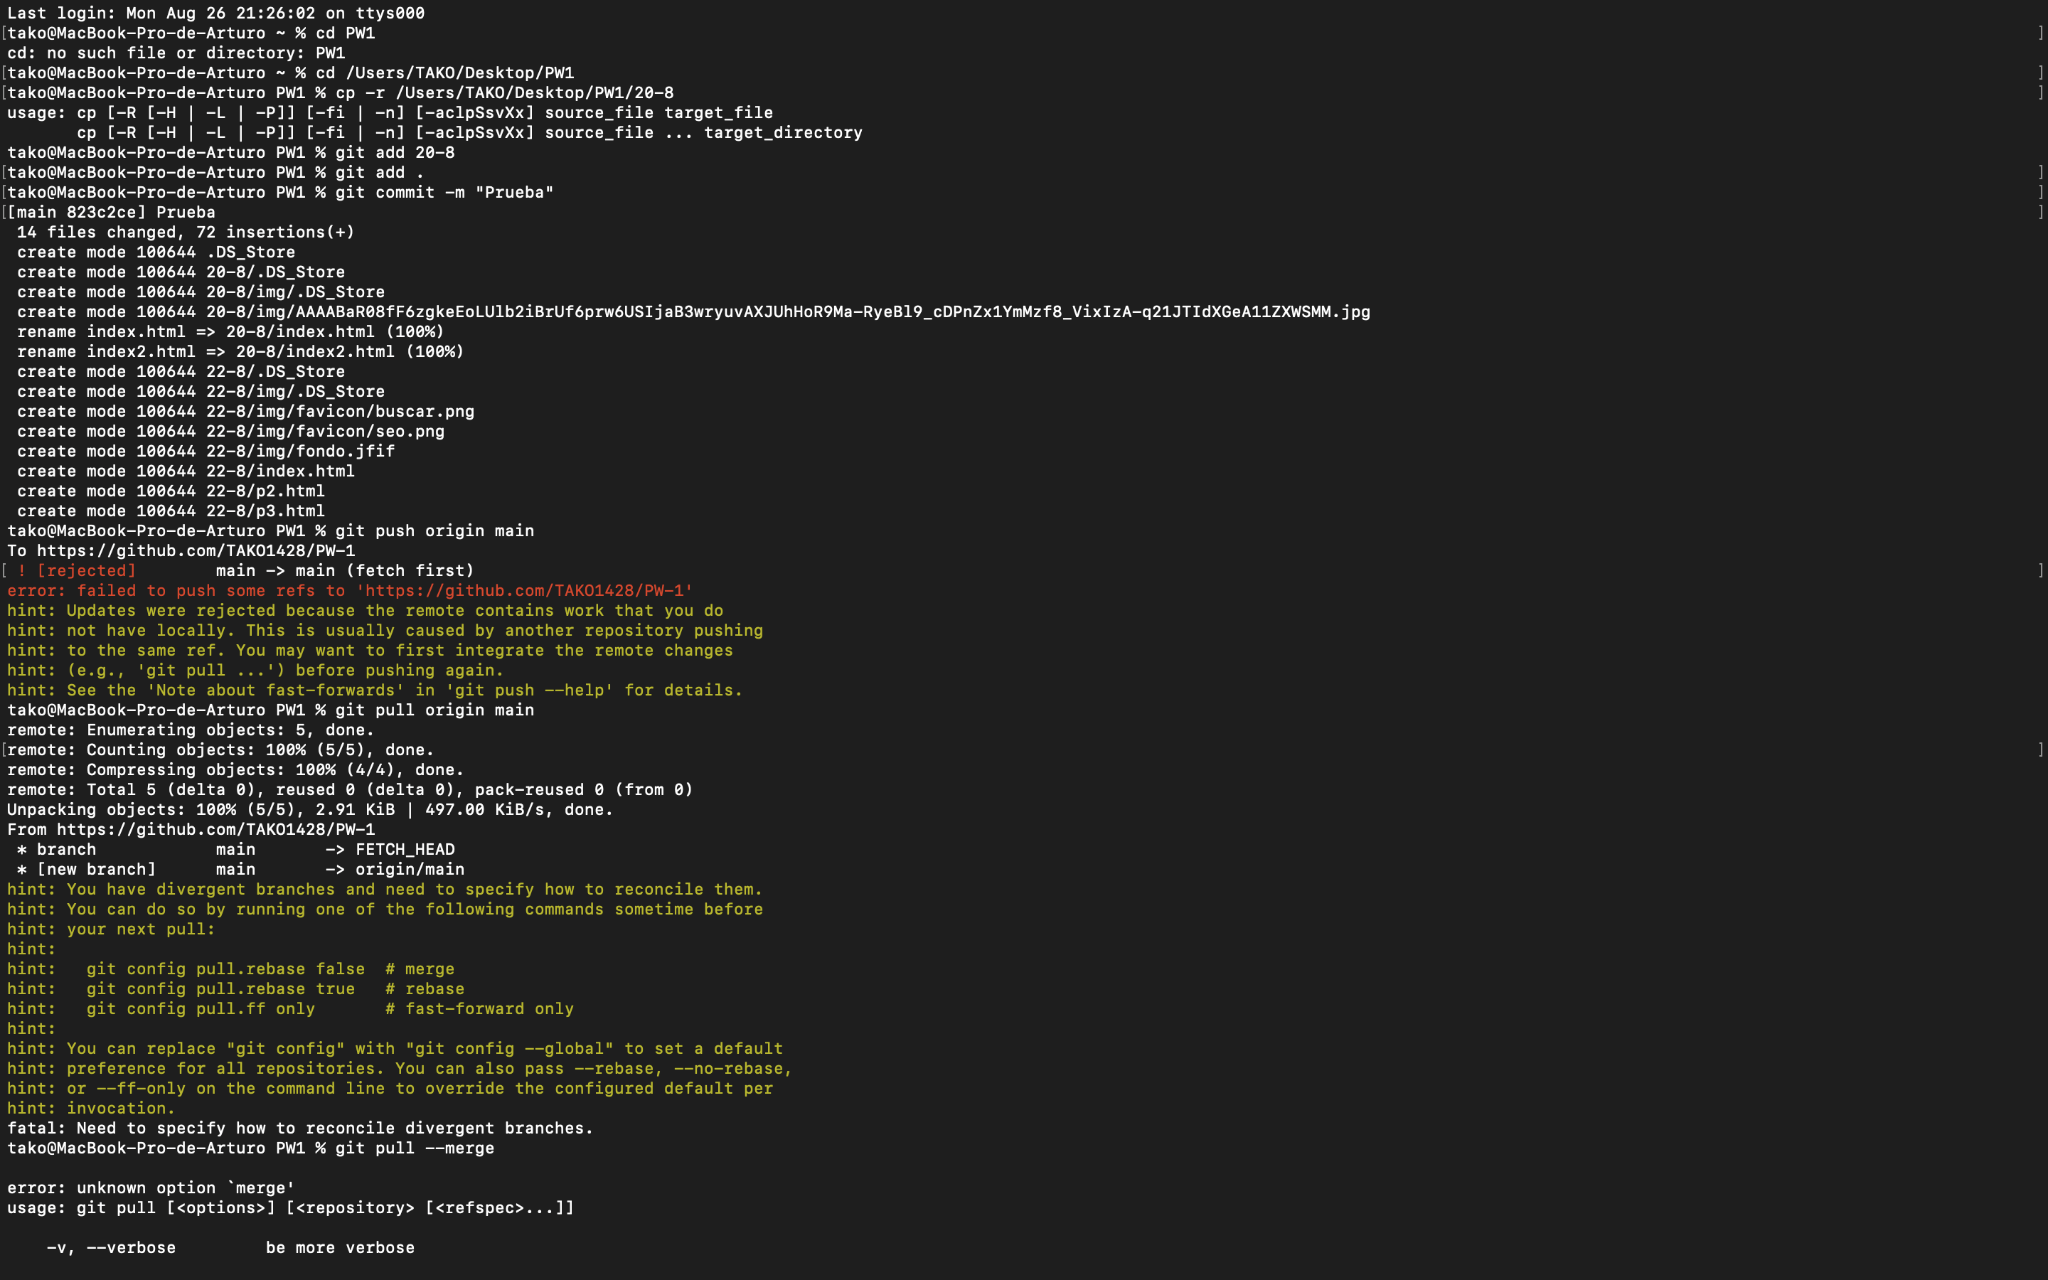 Last login: Mon Aug 26 21:26:02 on ttys000
[tako@MacBook-Pro-de-Arturo ~ % cd PW1 ]
cd: no such file or directory: PW1
[tako@MacBook-Pro-de-Arturo ~ % cd /Users/TAKO/Desktop/PW1 ]
[tako@MacBook-Pro-de-Arturo PW1 % cp -r /Users/TAKO/Desktop/PW1/20-8 ]
usage: cp [-R [-H | -L | -P]] [-fi | -n] [-aclpSsvXx] source_file target_file
       cp [-R [-H | -L | -P]] [-fi | -n] [-aclpSsvXx] source_file ... target_directory
tako@MacBook-Pro-de-Arturo PW1 % git add 20-8
[tako@MacBook-Pro-de-Arturo PW1 % git add . ]
[tako@MacBook-Pro-de-Arturo PW1 % git commit -m "Prueba" ]
[[main 823c2ce] Prueba ]
 14 files changed, 72 insertions(+)
 create mode 100644 .DS_Store
 create mode 100644 20-8/.DS_Store
 create mode 100644 20-8/img/.DS_Store
 create mode 100644 20-8/img/AAAABaR08fF6zgkeEoLUlb2iBrUf6prw6USIjaB3wryuvAXJUhHoR9Ma-RyeBl9_cDPnZx1YmMzf8_VixIzA-q21JTIdXGeA11ZXWSMM.jpg
 rename index.html => 20-8/index.html (100%)
 rename index2.html => 20-8/index2.html (100%)
 create mode 100644 22-8/.DS_Store
 create mode 100644 22-8/img/.DS_Store
 create mode 100644 22-8/img/favicon/buscar.png
 create mode 100644 22-8/img/favicon/seo.png
 create mode 100644 22-8/img/fondo.jfif
 create mode 100644 22-8/index.html
 create mode 100644 22-8/p2.html
 create mode 100644 22-8/p3.html
tako@MacBook-Pro-de-Arturo PW1 % git push origin main
To https://github.com/TAKO1428/PW-1
[ ! [rejected]        main -> main (fetch first) ]
error: failed to push some refs to 'https://github.com/TAKO1428/PW-1'
hint: Updates were rejected because the remote contains work that you do
hint: not have locally. This is usually caused by another repository pushing
hint: to the same ref. You may want to first integrate the remote changes
hint: (e.g., 'git pull ...') before pushing again.
hint: See the 'Note about fast-forwards' in 'git push --help' for details.
tako@MacBook-Pro-de-Arturo PW1 % git pull origin main
remote: Enumerating objects: 5, done.
[remote: Counting objects: 100% (5/5), done. ]
remote: Compressing objects: 100% (4/4), done.
remote: Total 5 (delta 0), reused 0 (delta 0), pack-reused 0 (from 0)
Unpacking objects: 100% (5/5), 2.91 KiB | 497.00 KiB/s, done.
From https://github.com/TAKO1428/PW-1
 * branch            main       -> FETCH_HEAD
 * [new branch]      main       -> origin/main
hint: You have divergent branches and need to specify how to reconcile them.
hint: You can do so by running one of the following commands sometime before
hint: your next pull:
hint:
hint:   git config pull.rebase false  # merge
hint:   git config pull.rebase true   # rebase
hint:   git config pull.ff only       # fast-forward only
hint:
hint: You can replace "git config" with "git config --global" to set a default
hint: preference for all repositories. You can also pass --rebase, --no-rebase,
hint: or --ff-only on the command line to override the configured default per
hint: invocation.
fatal: Need to specify how to reconcile divergent branches.
tako@MacBook-Pro-de-Arturo PW1 % git pull --merge
error: unknown option `merge'
usage: git pull [<options>] [<repository> [<refspec>...]]
    -v, --verbose         be more verbose